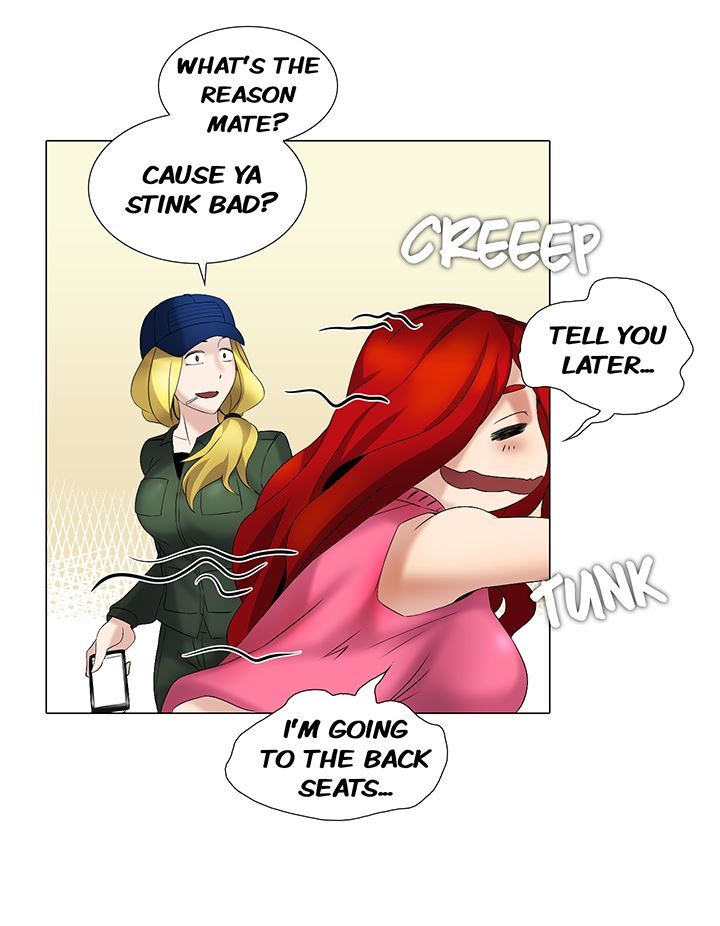 WHAT'S THE
REASON
MATE?
CAUSE YA
STINK BAD?
CREEEP
TELL YOU
LATER...
TUNK
I'M GOING
TO THE BACK
SEATS...